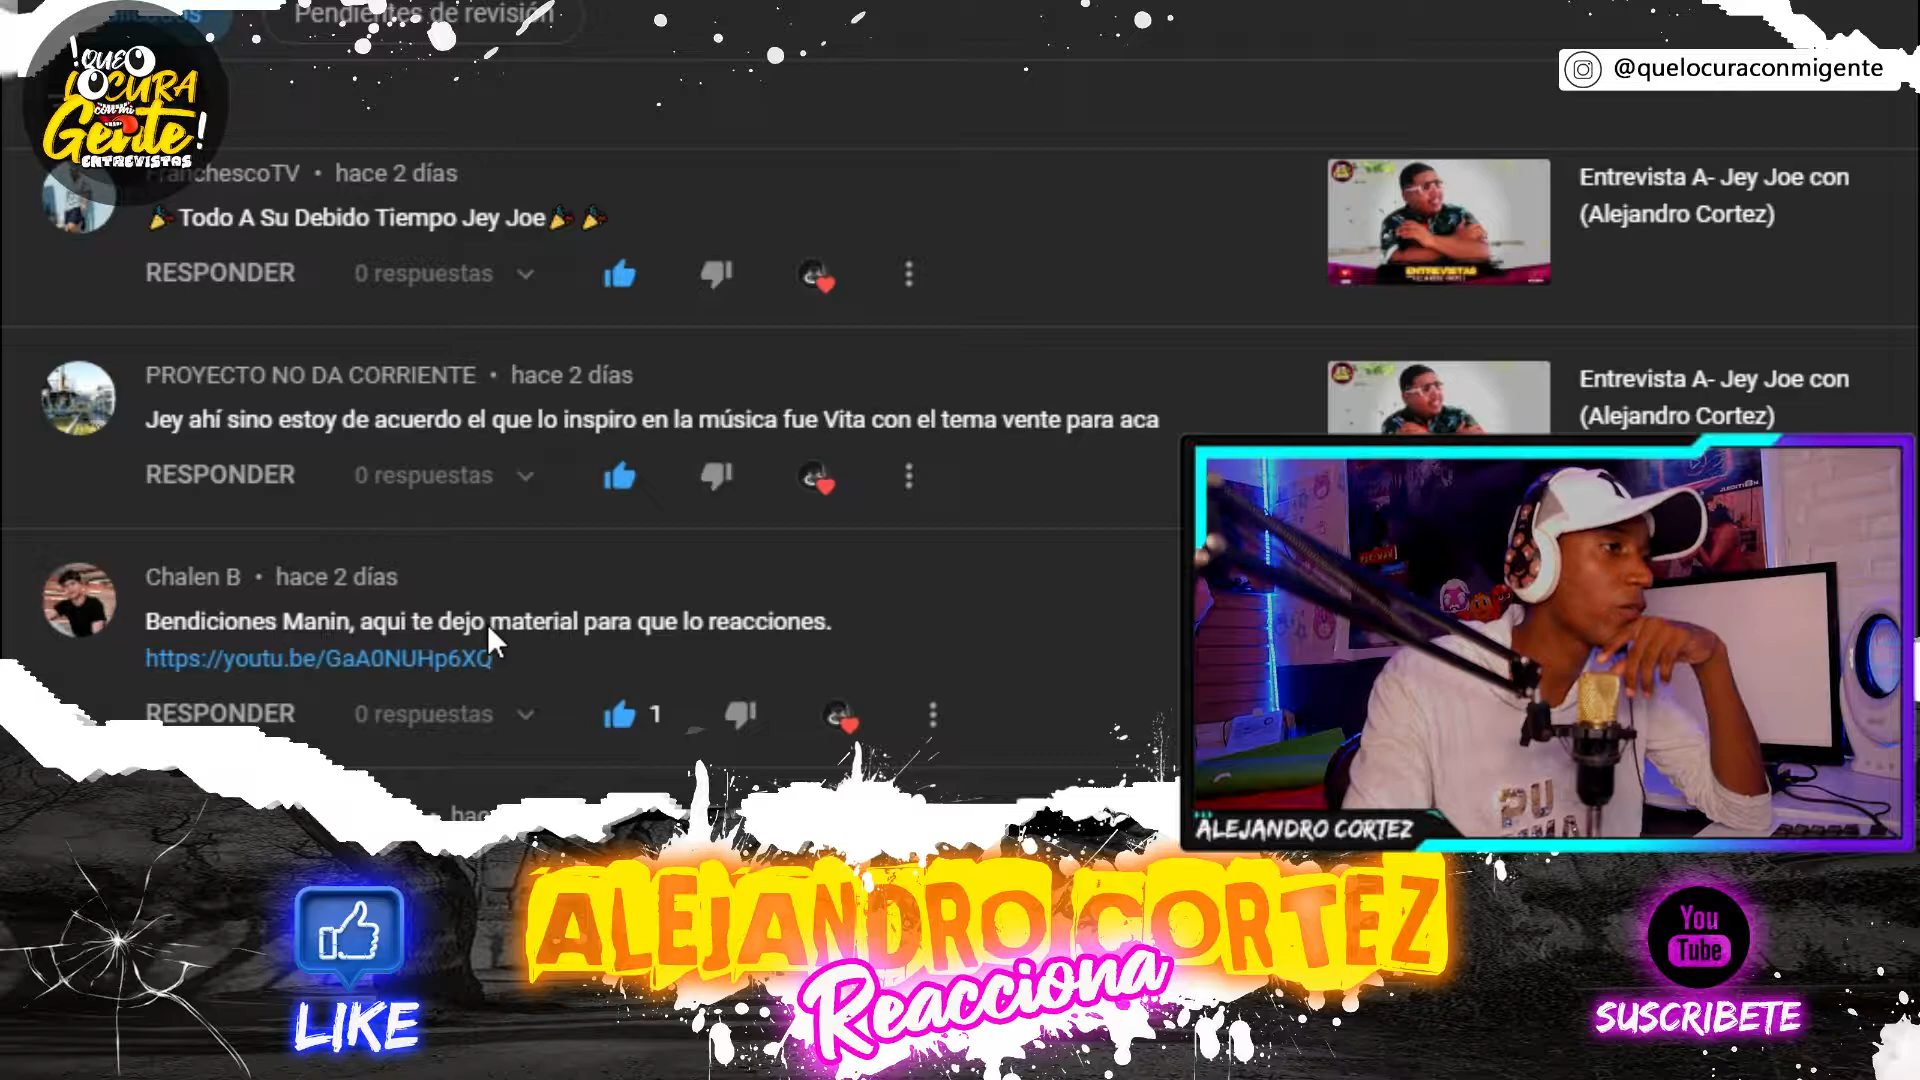 Pendientes de revisión
¡QUE
LOCURA
con mi
Gente!
ENTREVISTAS
@quelocuraconmigente
FranchescoTV • hace 2 días
Todo A Su Debido Tiempo Jey Joe
RESPONDER 0 respuestas
Entrevista A- Jey Joe con
(Alejandro Cortez)
ENTREVISTAS
PROYECTO NO DA CORRIENTE • hace 2 días
Jey ahí sino estoy de acuerdo el que lo inspiro en la música fue Vita con el tema vente para aca
RESPONDER 0 respuestas
Entrevista A- Jey Joe con
(Alejandro Cortez)
Chalen B • hace 2 días
Bendiciones Manin, aqui te dejo material para que lo reacciones.
https://youtu.be/GaA0NUHp6XQ
RESPONDER 0 respuestas 1
PU
ALEJANDRO CORTEZ
LIKE
ALEJANDRO CORTEZ
Reacciona
You
Tube
SUSCRIBETE